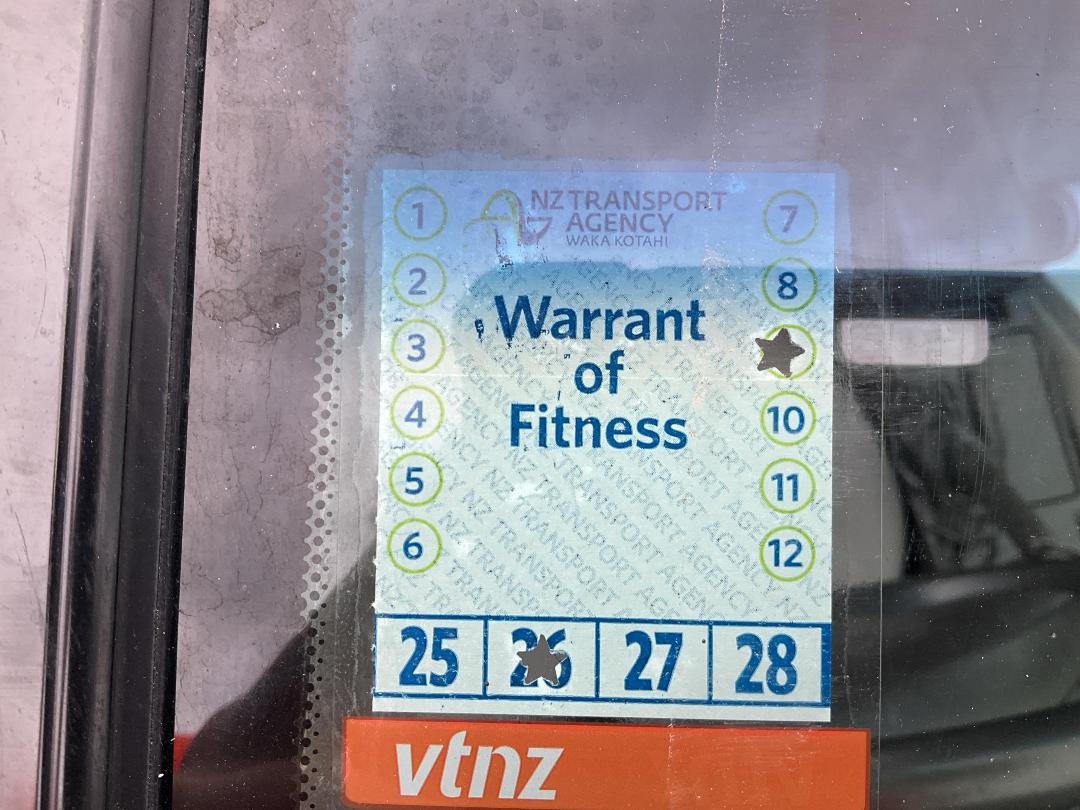 NZ TRANSPORT
AGENCY
WAKA KOTAHI
1
2
3
4
5
6
Warrant
of
Fitness
7
8
10
11
12
25 26 27 28
vtnz